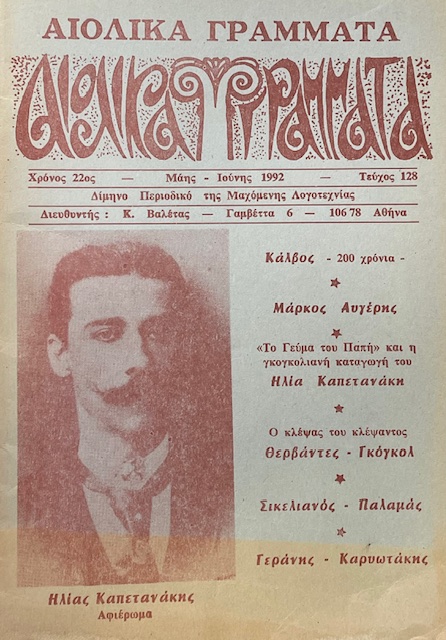 ΑΙΟΛΙΚΑ ΓΡΑΜΜΑΤΑ
ΑΙΟΛΙΚΑ ΓΡΑΜΜΑΤΑ
Χρόνος 22ος — Μάης - Ιούνης 1992 — Τεύχος 128
Δίμηνο Περιοδικό της Μαχόμενης Λογοτεχνίας
Διευθυντής : Κ. Βαλέτας — Γαμβέττα 6 — 106 78 Αθήνα
Κάλβος - 200 χρόνια -
Μάρκος Αυγέρης
«Το Γεύμα του Παπή» και η
γκογκολιανή καταγωγή του
Ηλία Καπετανάκη
Ο κλέψας του κλέψαντος
Θερβάντες - Γκόγκολ
Σικελιανός - Παλαμάς
Γεράνης - Καρυωτάκης
Ηλίας Καπετανάκης
Αφιέρωμα